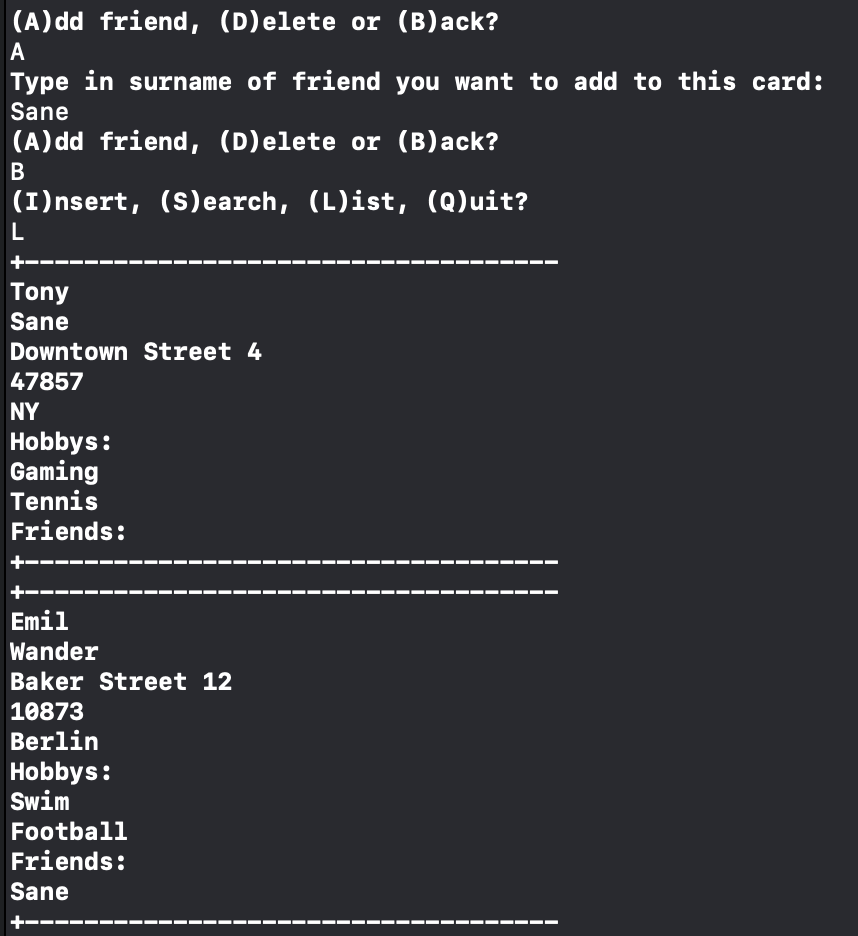 (A)dd friend, (D)elete or (B)ack?
A
Type in surname of friend you want to add to this card:
Sane
(A)dd friend, (D)elete or (B)ack?
B
(I)nsert, (S)earch, (L)ist, (Q)uit?
L
+------------------------------------
Tony
Sane
Downtown Street 4
47857
NY
Hobbys:
Gaming
Tennis
Friends:
+------------------------------------
+------------------------------------
Emil
Wander
Baker Street 12
10873
Berlin
Hobbys:
Swim
Football
Friends:
Sane
+------------------------------------